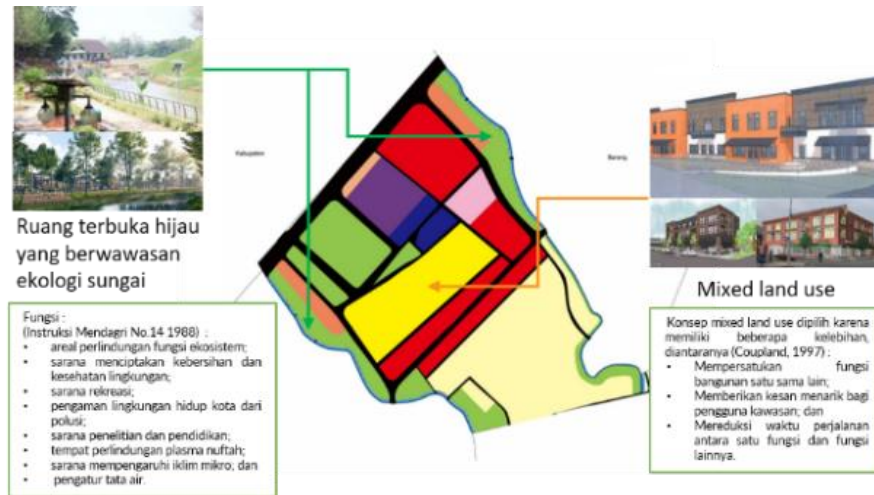 Ruang terbuka hijau
yang berwawasan
ekologi sungai
Fungsi :
(Instruksi Mendagri No.14 1988) :
• areal perlindungan fungsi ekosistem;
• sarana menciptakan kebersihan dan
kesehatan lingkungan;
• sarana rekreasi;
• pengaman lingkungan hidup kota dari
polusi;
• sarana penelitian dan pendidikan;
• tempat perlindungan plasma nuftah;
• sarana mempengaruhi iklim mikro; dan
• pengatur tata air.
Kabupaten
Barang
Mixed land use
Konsep mixed land use dipilih karena
memiliki beberapa kelebihan,
diantaranya (Coupland, 1997) :
• Mempersatukan fungsi
bangunan satu sama lain;
• Memberikan kesan menarik bagi
pengguna kawasan; dan
• Mereduksi waktu perjalanan
antara satu fungsi dan fungsi
lainnya.